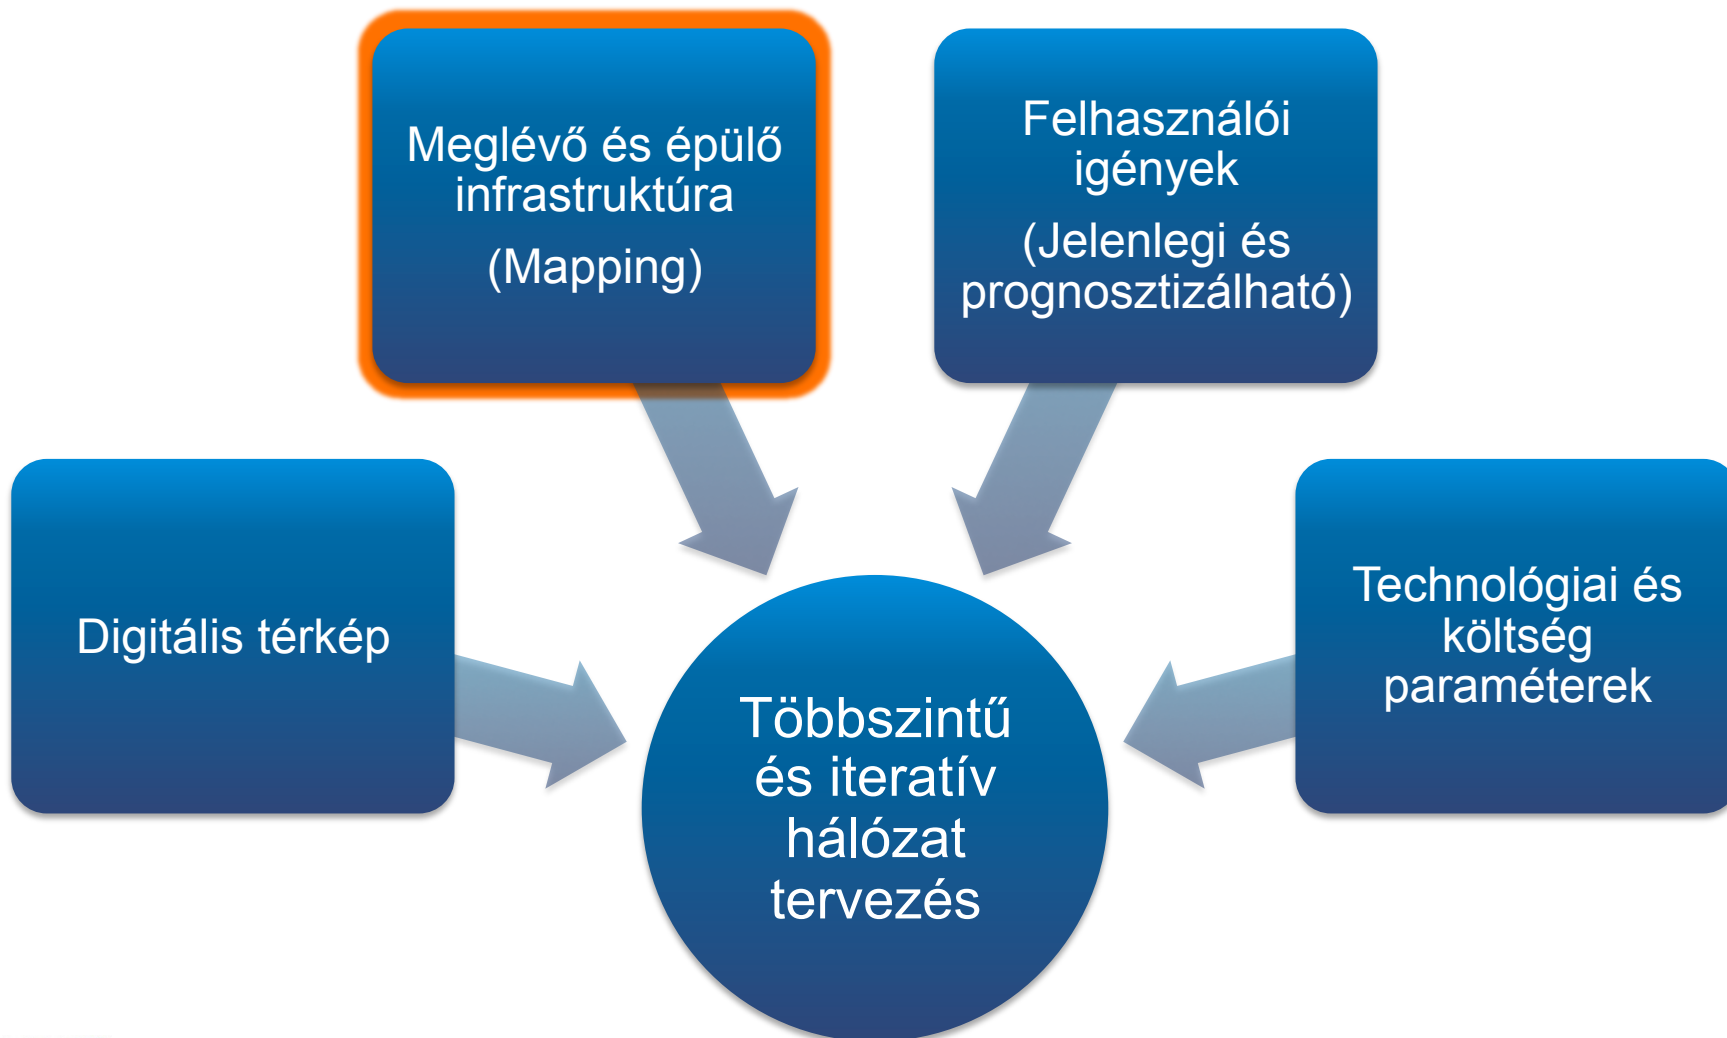 Meglévő és épülő
infrastruktúra
(Mapping)
Felhasználói
igények
(Jelenlegi és
prognosztizálható)
Digitális térkép
Technológiai és
költség
paraméterek
Többszintű
és iteratív
hálózat
tervezés